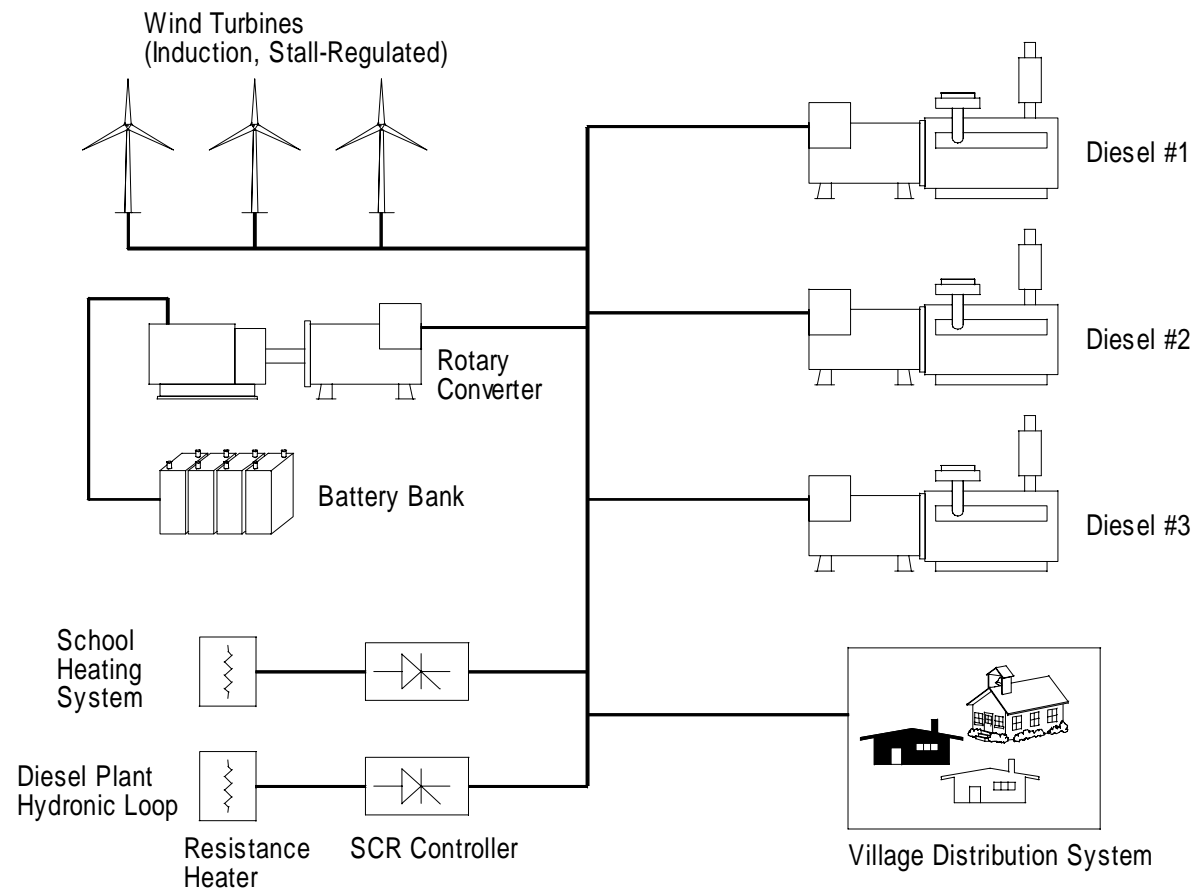 Wind Turbines
(Induction, Stall-Regulated)
Diesel #1
Diesel #2
Rotary
Converter
Battery Bank
Diesel #3
School
Heating
System
Diesel Plant
Hydronic Loop
Resistance
Heater
SCR Controller
Village Distribution System